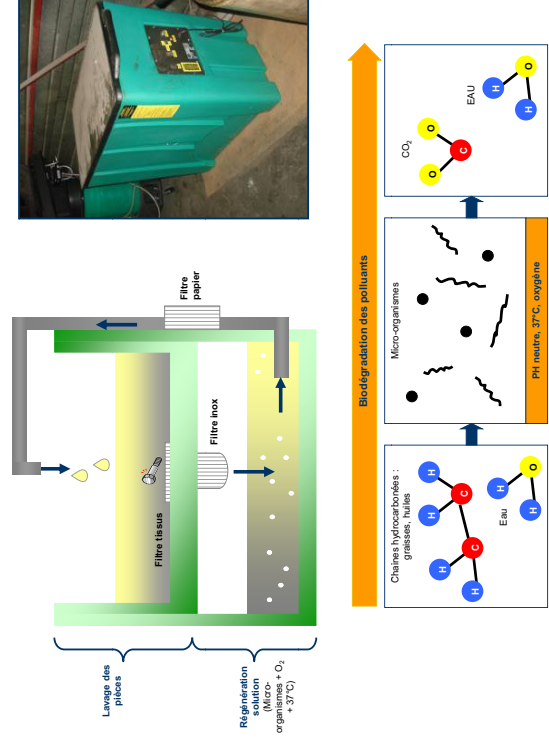 Lavage des
pièces
Régénération
solution
(Micro-
organismes + O2
+ 37°C)
Filtre tissus
Filtre inox
Filtre
papier
Biodégradation des polluants
Chaines hydrocarbonées :
graisses, huiles
H
H
H
H
C
C
Eau
H
H
O
Micro-organismes
PH neutre, 37°C, oxygène
CO2
O
O
C
EAU
H
H
O